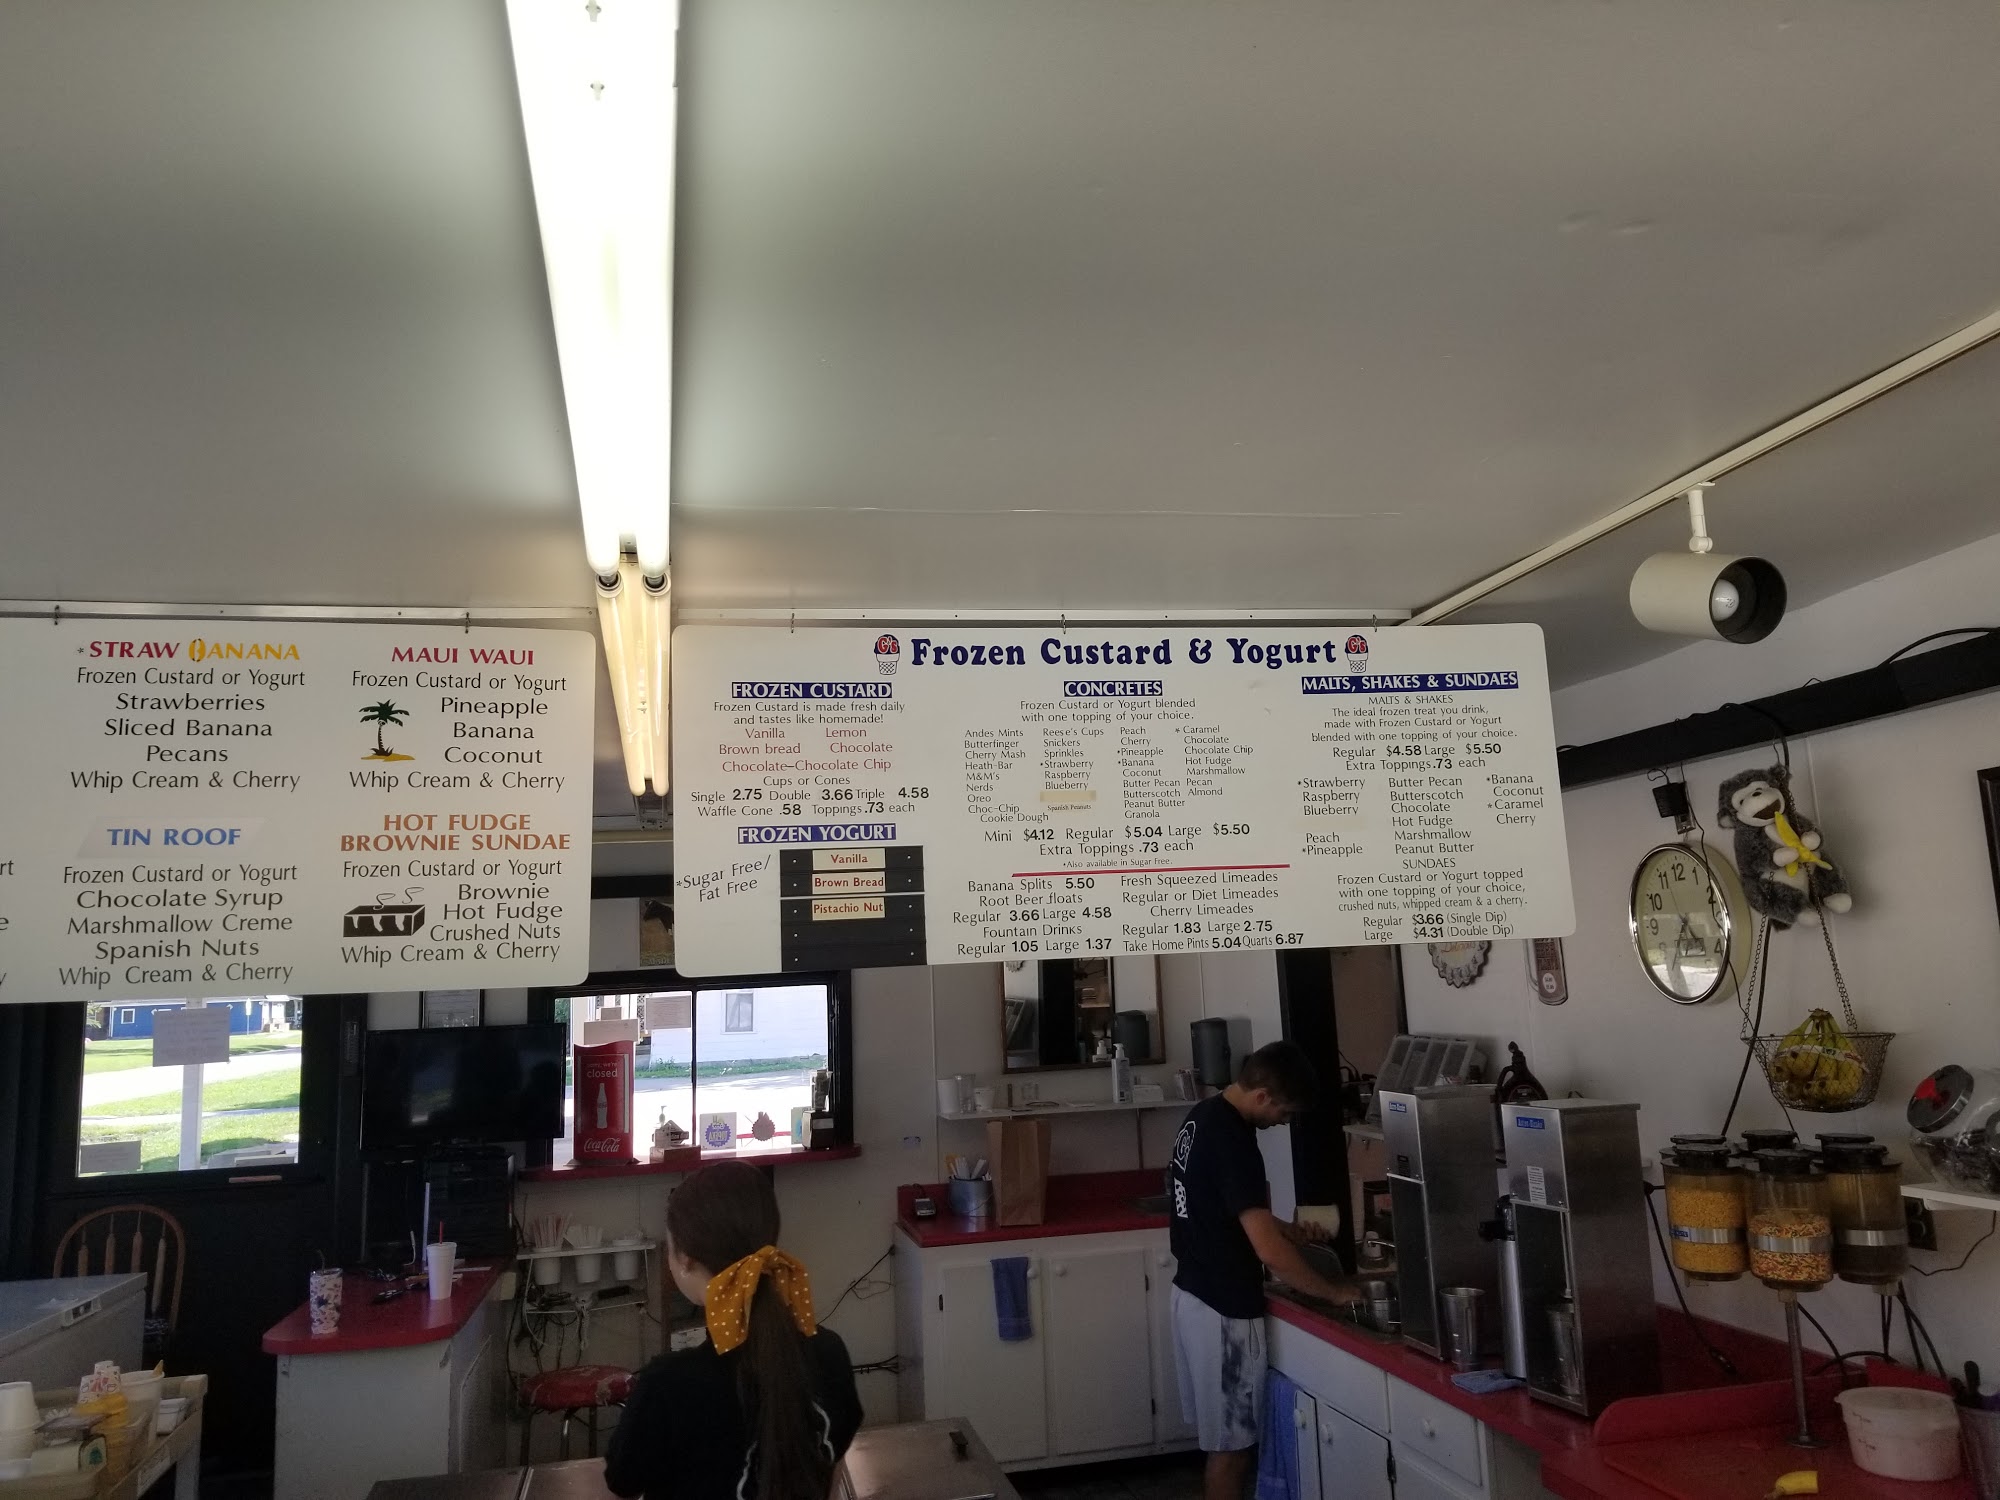 *STRAW BANANA
Frozen Custard or Yogurt
Strawberries
Sliced Banana
Pecans
Whip Cream & Cherry
MAUI WAUI
Frozen Custard or Yogurt
Pineapple
Banana
Coconut
Whip Cream & Cherry
TIN ROOF
Frozen Custard or Yogurt
Chocolate Syrup
Marshmallow Creme
Spanish Nuts
Whip Cream & Cherry
HOT FUDGE
BROWNIE SUNDAE
Frozen Custard or Yogurt
Brownie
Hot Fudge
Crushed Nuts
Whip Cream & Cherry
G's Frozen Custard & Yogurt G's
FROZEN CUSTARD
Frozen Custard is made fresh daily
and tastes like homemade!
Vanilla Lemon
Brown bread Chocolate
Chocolate-Chocolate Chip
Cups or Cones
Single 2.75 Double 3.66 Triple 4.58
Waffle Cone .58 Toppings .73 each
FROZEN YOGURT
*Sugar Free/
Fat Free
Vanilla
Brown Bread
Pistachio Nut
CONCRETES
Frozen Custard or Yogurt blended
with one topping of your choice.
Andes Mints
Butterfinger
Cherry Mash
Heath-Bar
M&M's
Nerds
Oreo
Choc-Chip
Cookie Dough
Reese's Cups
Snickers
Sprinkles
*Strawberry
Raspberry
Blueberry
Spanish Peanuts
Peach
Cherry
*Pineapple
*Banana
Coconut
Butter Pecan
Butterscotch
Peanut Butter
Granola
*Caramel
Chocolate
Chocolate Chip
Hot Fudge
Marshmallow
Pecan
Almond
Mini $4.12 Regular $5.04 Large $5.50
Extra Toppings .73 each
*Also available in Sugar Free.
Banana Splits 5.50
Root Beer floats
Regular 3.66 Large 4.58
Fountain Drinks
Regular 1.05 Large 1.37
Fresh Squeezed Limeades
Regular or Diet Limeades
Cherry Limeades
Regular 1.83 Large 2.75
Take Home Pints 5.04 Quarts 6.87
MALTS, SHAKES & SUNDAES
MALTS & SHAKES
The ideal frozen treat you drink,
made with Frozen Custard or Yogurt
blended with one topping of your choice.
Regular $4.58 Large $5.50
Extra Toppings .73 each
*Strawberry
Raspberry
Blueberry
Peach
*Pineapple
Butter Pecan
Butterscotch
Chocolate
Hot Fudge
Marshmallow
Peanut Butter
*Banana
Coconut
*Caramel
Cherry
SUNDAES
Frozen Custard or Yogurt topped
with one topping of your choice,
crushed nuts, whipped cream & a cherry.
Regular $3.66 (Single Dip)
Large $4.31 (Double Dip)
closed
Coca-Cola